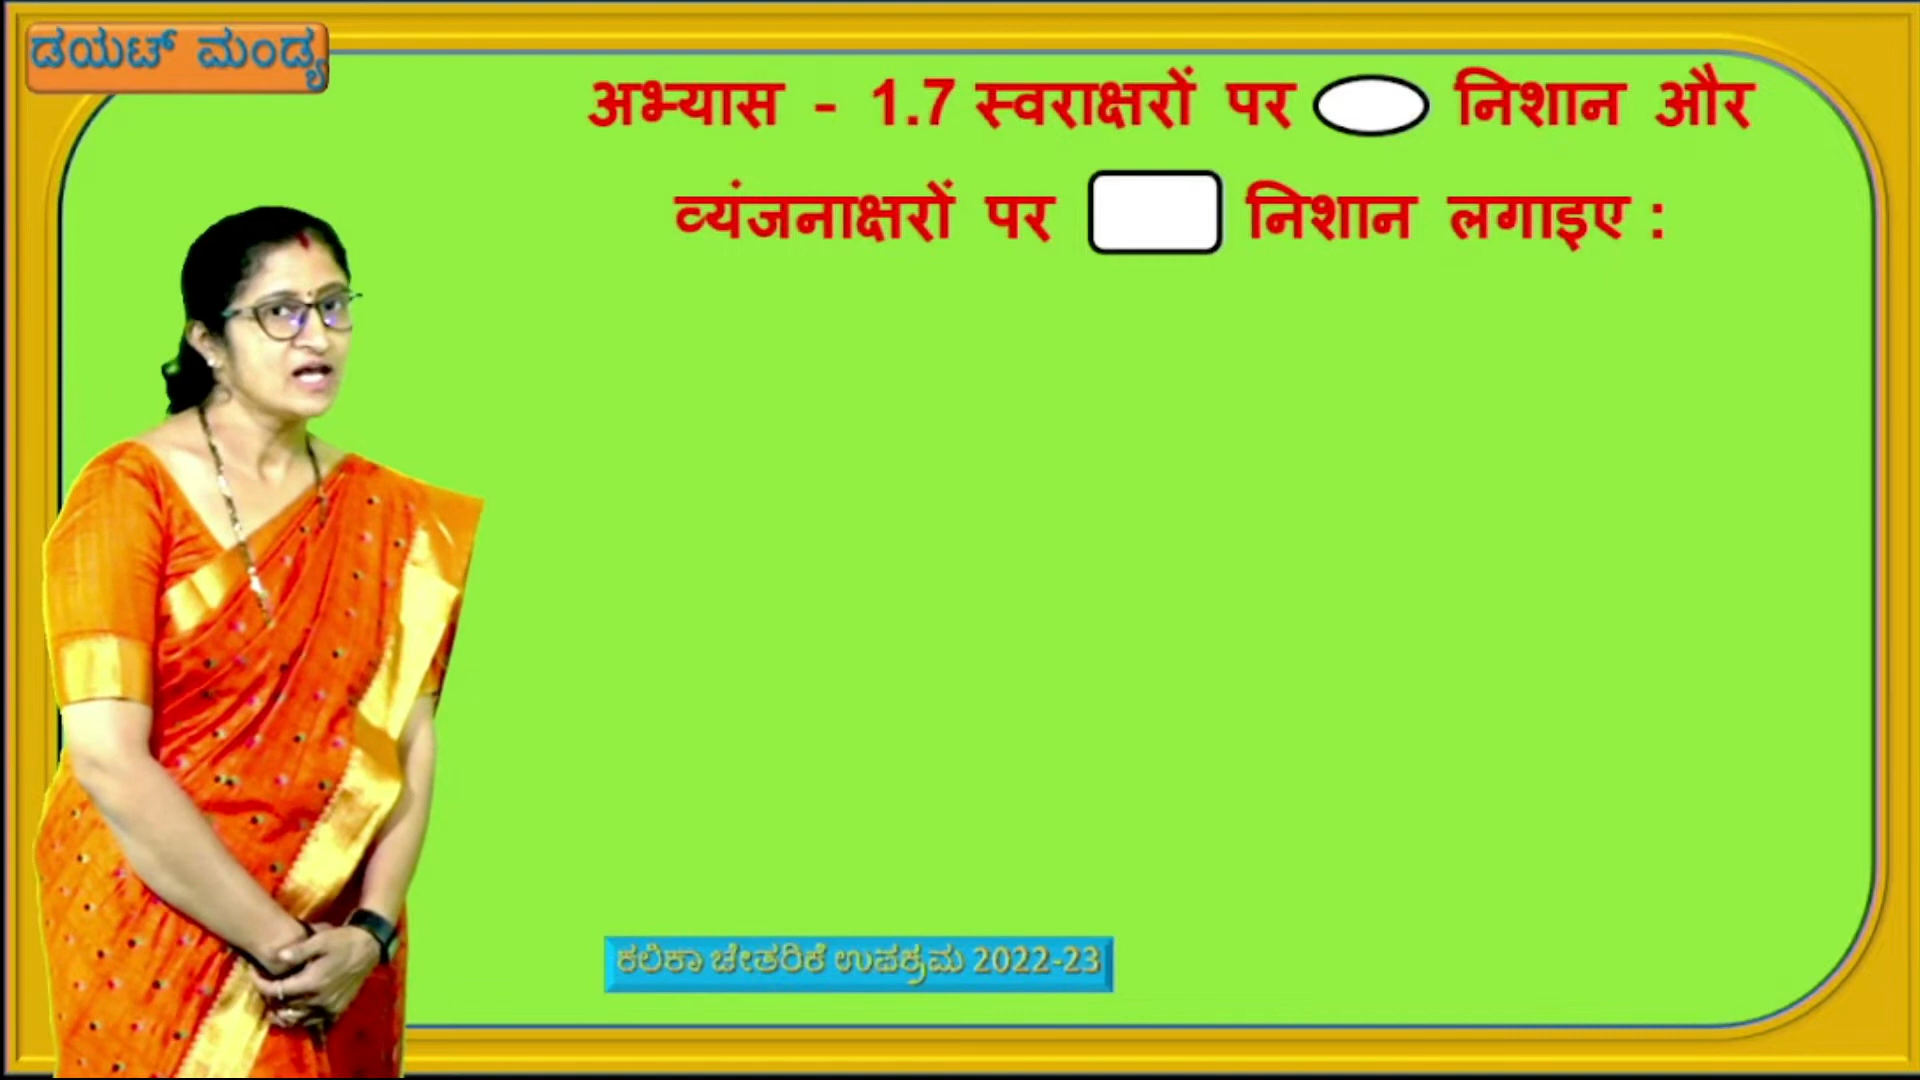 ಡಯಟ್ ಮಂಡ್ಯ
अभ्यास - 1.7 स्वराक्षरों पर निशान और
व्यंजनाक्षरों पर निशान लगाइए :
ಕಲಿಕಾ ಚೇತರಿಕೆ ಉಪಕ್ರಮ 2022-23